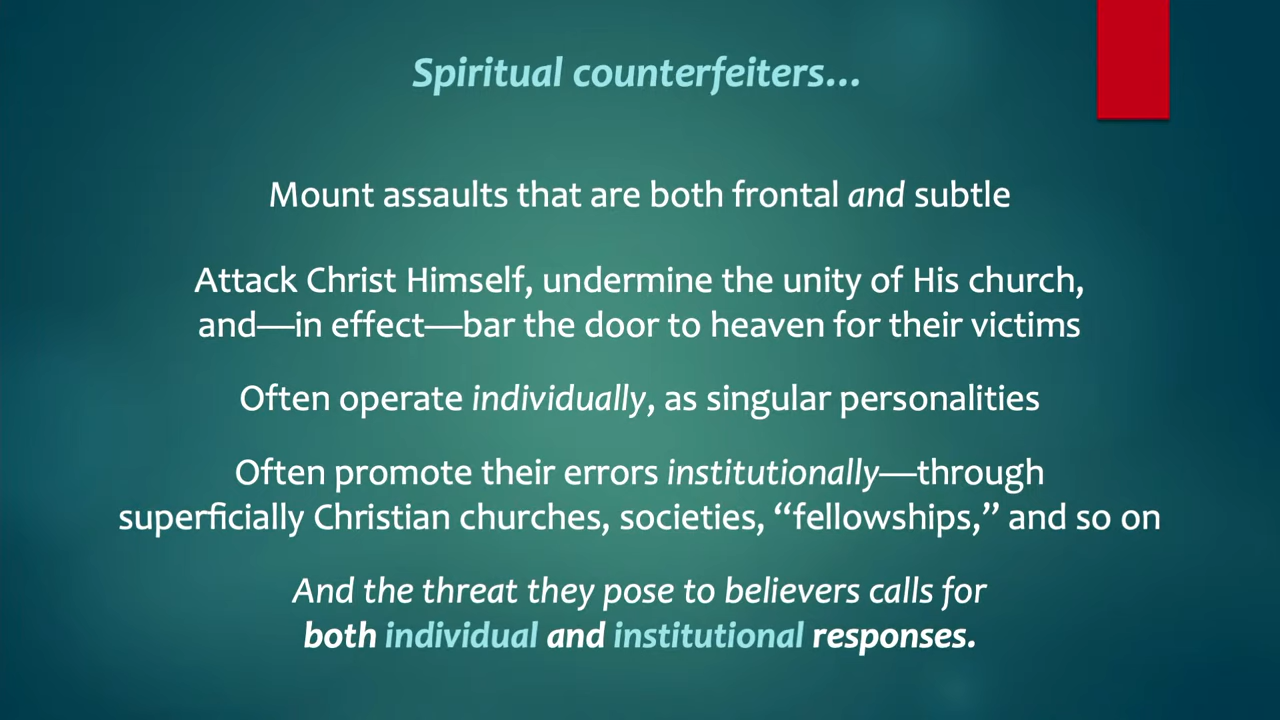 Spiritual counterfeiters…
Mount assaults that are both frontal and subtle
Attack Christ Himself, undermine the unity of His church,
and—in effect—bar the door to heaven for their victims
Often operate individually, as singular personalities
Often promote their errors institutionally—through
superficially Christian churches, societies, “fellowships,” and so on
And the threat they pose to believers calls for
both individual and institutional responses.